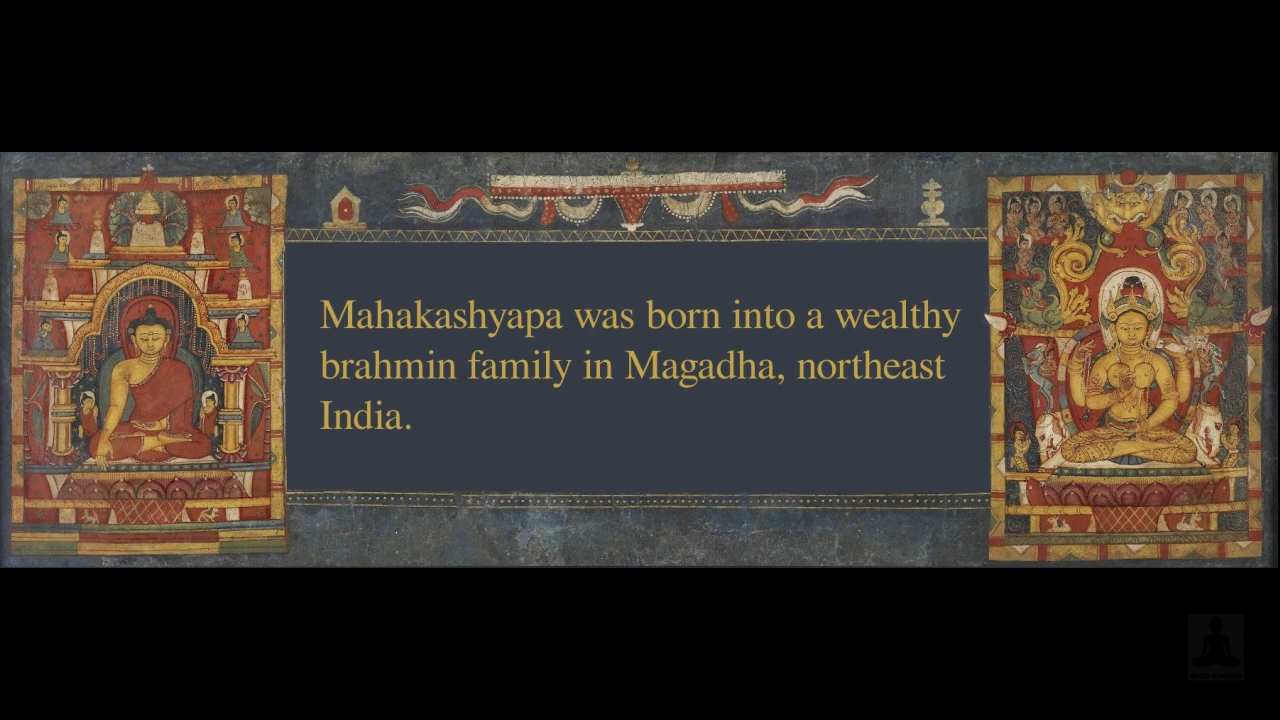 Mahakashyapa was born into a wealthy
brahmin family in Magadha, northeast
India.